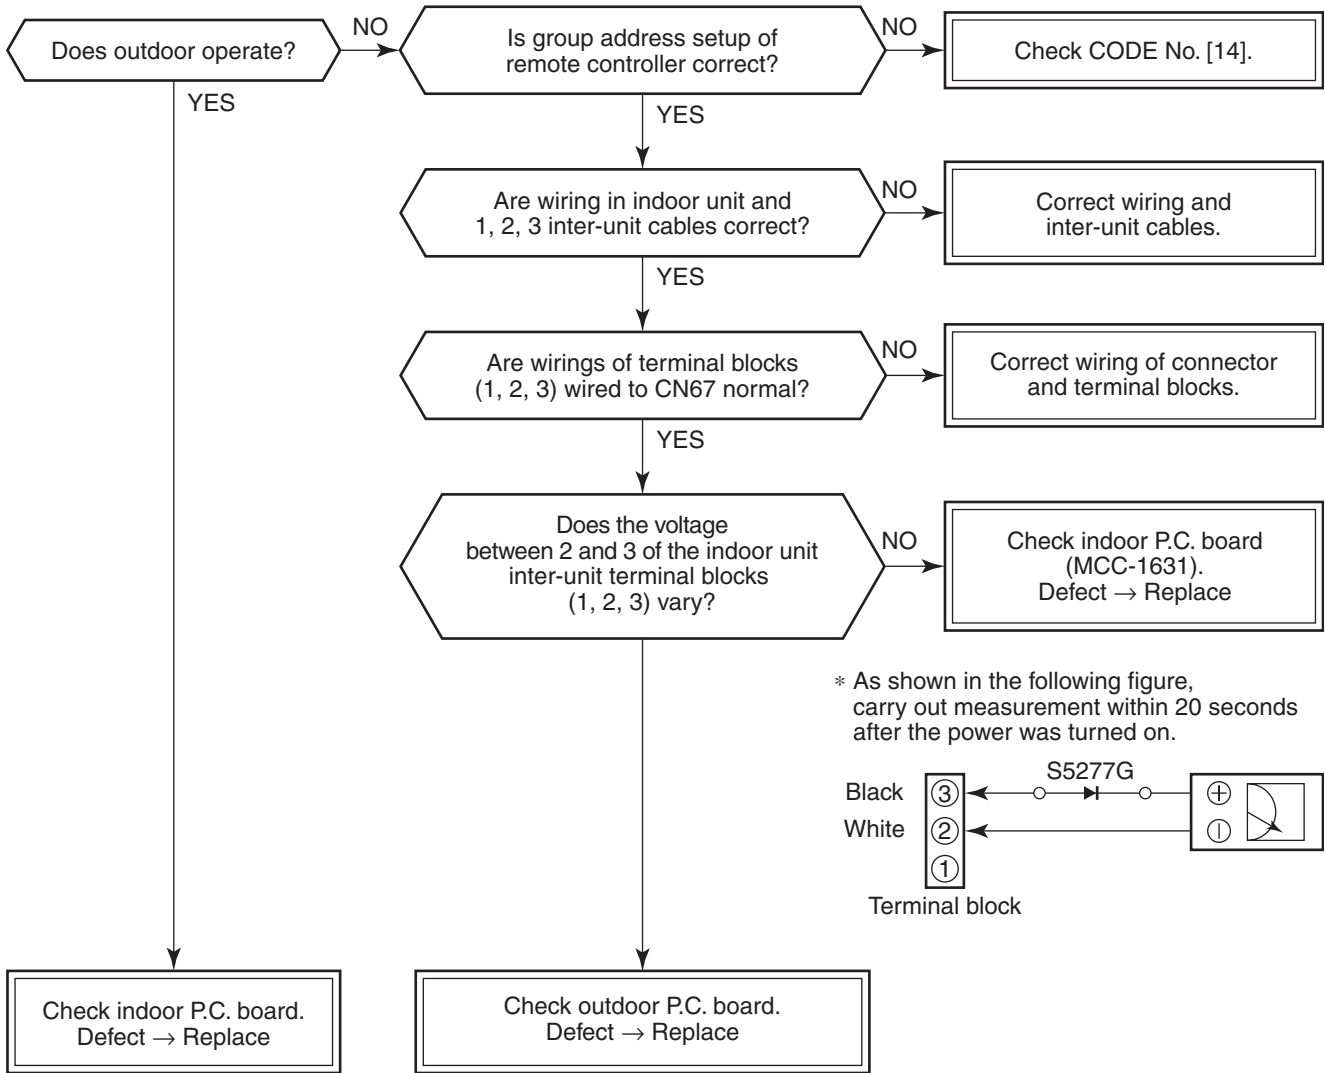 Does outdoor operate?
NO
Is group address setup of
remote controller correct?
NO
Check CODE No. [14].
YES
YES
Are wiring in indoor unit and
1, 2, 3 inter-unit cables correct?
NO
Correct wiring and
inter-unit cables.
YES
Are wirings of terminal blocks
(1, 2, 3) wired to CN67 normal?
NO
Correct wiring of connector
and terminal blocks.
YES
Does the voltage
between 2 and 3 of the indoor unit
inter-unit terminal blocks
(1, 2, 3) vary?
NO
Check indoor P.C. board
(MCC-1631).
Defect → Replace
* As shown in the following figure,
carry out measurement within 20 seconds
after the power was turned on.
S5277G
Black ③ +
White ② −
①
Terminal block
Check indoor P.C. board.
Defect → Replace
Check outdoor P.C. board.
Defect → Replace